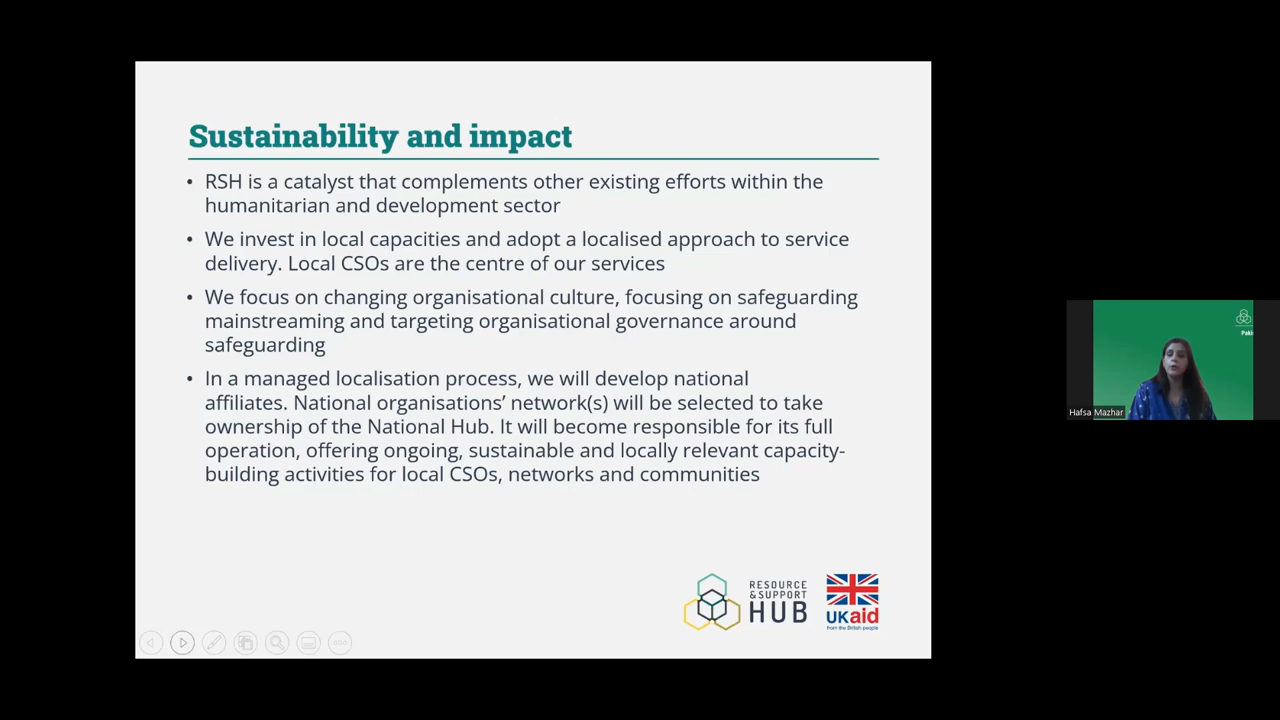 Sustainability and impact
• RSH is a catalyst that complements other existing efforts within the
humanitarian and development sector
• We invest in local capacities and adopt a localised approach to service
delivery. Local CSOs are the centre of our services
• We focus on changing organisational culture, focusing on safeguarding
mainstreaming and targeting organisational governance around
safeguarding
• In a managed localisation process, we will develop national
affiliates. National organisations’ network(s) will be selected to take
ownership of the National Hub. It will become responsible for its full
operation, offering ongoing, sustainable and locally relevant capacity-
building activities for local CSOs, networks and communities
RESOURCE
& SUPPORT
HUB
UKaid
from the British people
Hafsa Mazhar